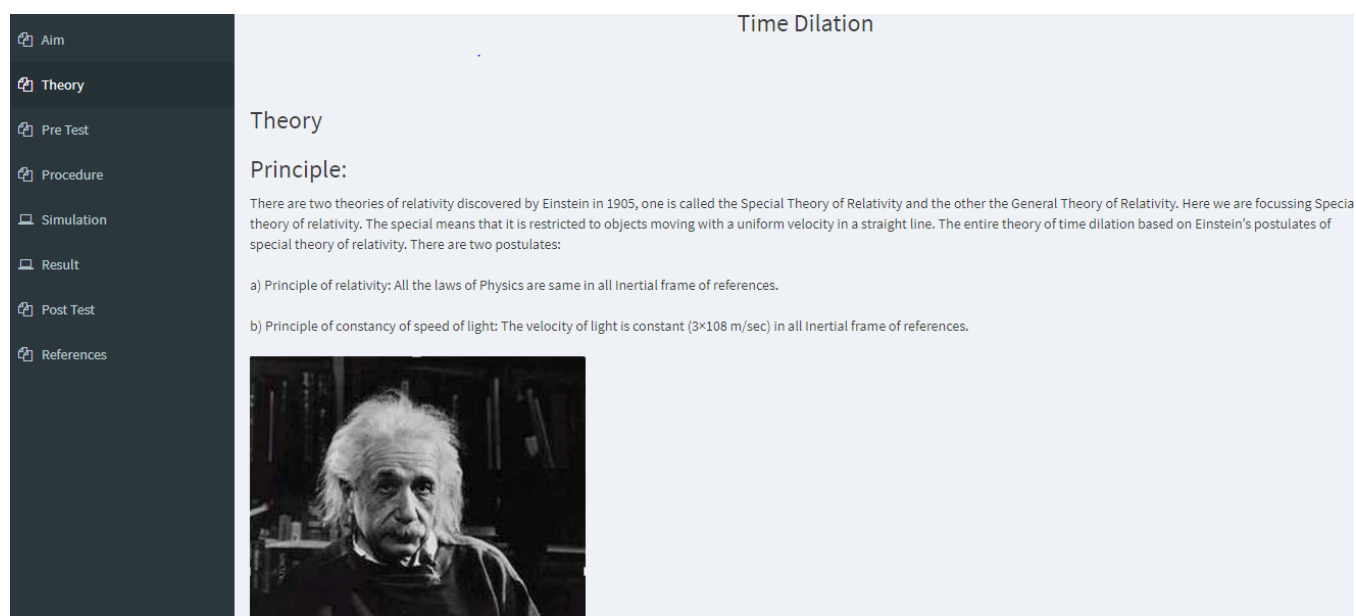 Time Dilation
Aim
Theory
Pre Test
Procedure
Simulation
Result
Post Test
References
Theory
Principle:
There are two theories of relativity discovered by Einstein in 1905, one is called the Special Theory of Relativity and the other the General Theory of Relativity. Here we are focussing Specia
theory of relativity. The special means that it is restricted to objects moving with a uniform velocity in a straight line. The entire theory of time dilation based on Einstein’s postulates of
special theory of relativity. There are two postulates:
a) Principle of relativity: All the laws of Physics are same in all Inertial frame of references.
b) Principle of constancy of speed of light: The velocity of light is constant (3×108 m/sec) in all Inertial frame of references.